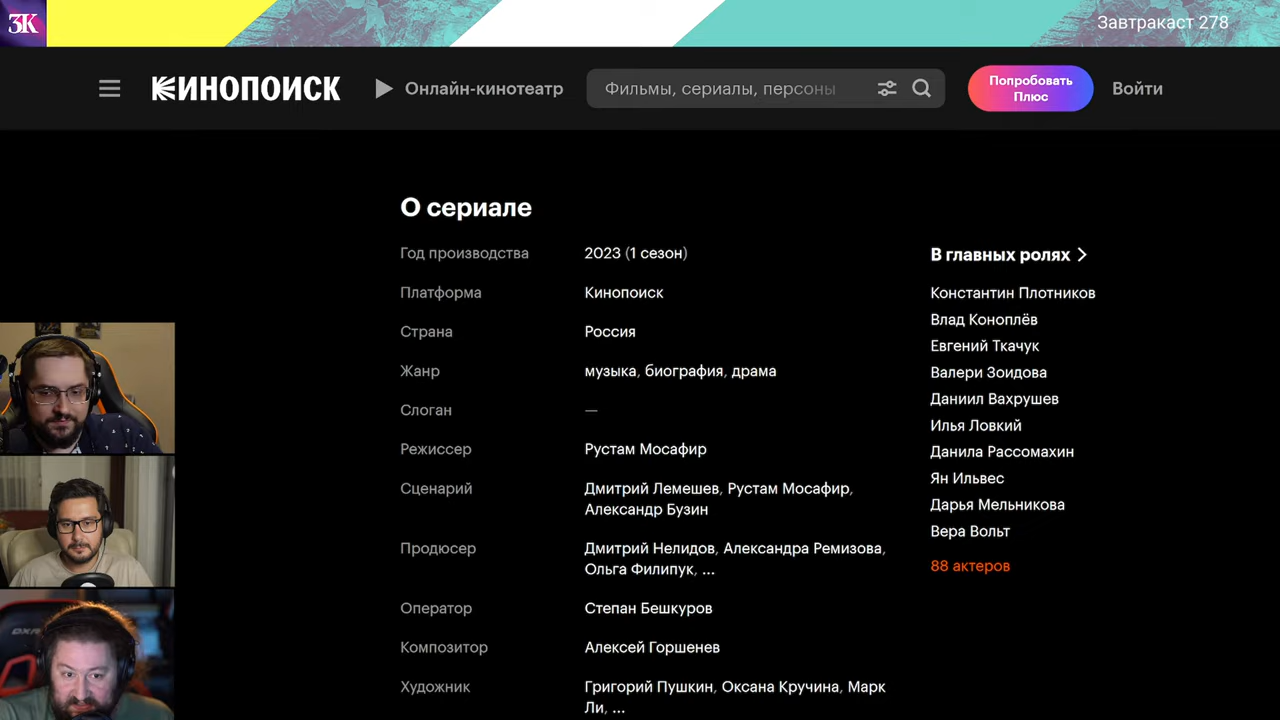 ЗК
Завтракаст 278
КИНОПОИСК
Онлайн-кинотеатр
Фильмы, сериалы, персоны
Попробовать
Плюс
Войти
О сериале
Год производства
2023 (1 сезон)
Платформа
Кинопоиск
Страна
Россия
Жанр
музыка, биография, драма
Слоган
—
Режиссер
Рустам Мосафир
Сценарий
Дмитрий Лемешев, Рустам Мосафир,
Александр Бузин
Продюсер
Дмитрий Нелидов, Александра Ремизова,
Ольга Филипук, ...
Оператор
Степан Бешкуров
Композитор
Алексей Горшенев
Художник
Григорий Пушкин, Оксана Кручина, Марк
Ли, ...
В главных ролях
Константин Плотников
Влад Коноплёв
Евгений Ткачук
Валери Зоидова
Даниил Вахрушев
Илья Ловкий
Данила Рассомахин
Ян Ильвес
Дарья Мельникова
Вера Вольт
88 актеров